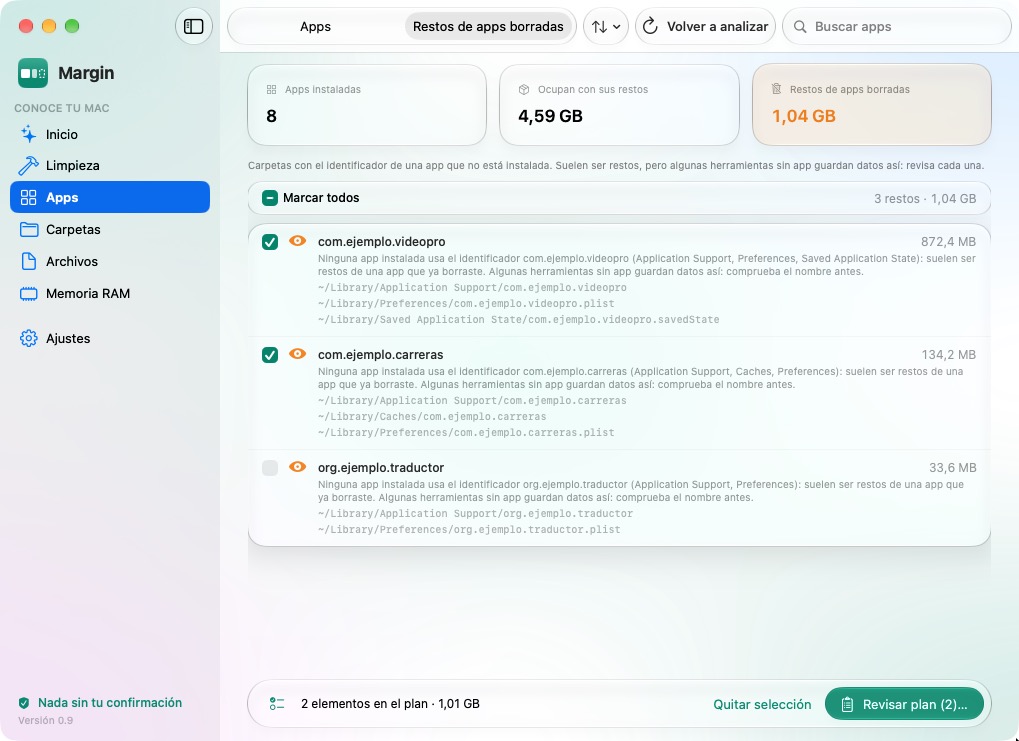 Apps
Restos de apps borradas
Volver a analizar
Buscar apps
Margin
CONOCE TU MAC
Inicio
Limpieza
Apps
Carpetas
Archivos
Memoria RAM
Ajustes
Nada sin tu confirmación
Versión 0.9
Apps instaladas
8
Ocupan con sus restos
4,59 GB
Restos de apps borradas
1,04 GB
Carpetas con el identificador de una app que no está instalada. Suelen ser restos, pero algunas herramientas sin app guardan datos así: revisa cada una.
Marcar todos
3 restos · 1,04 GB
com.ejemplo.videopro
872,4 MB
Ninguna app instalada usa el identificador com.ejemplo.videopro (Application Support, Preferences, Saved Application State): suelen ser
restos de una app que ya borraste. Algunas herramientas sin app guardan datos así: comprueba el nombre antes.
~/Library/Application Support/com.ejemplo.videopro
~/Library/Preferences/com.ejemplo.videopro.plist
~/Library/Saved Application State/com.ejemplo.videopro.savedState
com.ejemplo.carreras
134,2 MB
Ninguna app instalada usa el identificador com.ejemplo.carreras (Application Support, Caches, Preferences): suelen ser restos de una
app que ya borraste. Algunas herramientas sin app guardan datos así: comprueba el nombre antes.
~/Library/Application Support/com.ejemplo.carreras
~/Library/Caches/com.ejemplo.carreras
~/Library/Preferences/com.ejemplo.carreras.plist
org.ejemplo.traductor
33,6 MB
Ninguna app instalada usa el identificador org.ejemplo.traductor (Application Support, Preferences): suelen ser restos de una app que
ya borraste. Algunas herramientas sin app guardan datos así: comprueba el nombre antes.
~/Library/Application Support/org.ejemplo.traductor
~/Library/Preferences/org.ejemplo.traductor.plist
2 elementos en el plan · 1,01 GB
Quitar selección
Revisar plan (2)...